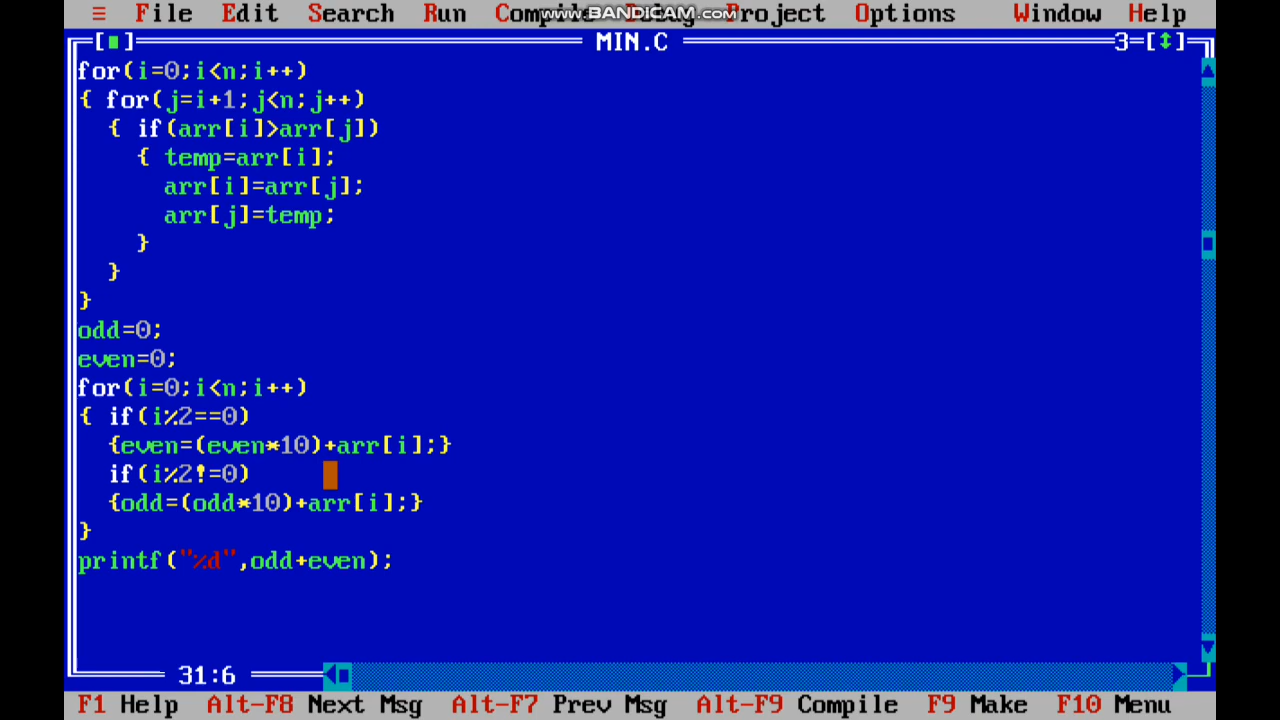 ≡ File Edit Search Run Compile Debug Project Options Window Help
www.BANDICAM.com
MIN.C 3
for(i=0;i<n;i++)
{ for(j=i+1;j<n;j++)
{ if(arr[i]>arr[j])
{ temp=arr[i];
arr[i]=arr[j];
arr[j]=temp;
}
}
}
odd=0;
even=0;
for(i=0;i<n;i++)
{ if(i%2==0)
{even=(even*10)+arr[i];}
if(i%2!=0)
{odd=(odd*10)+arr[i];}
}
printf("%d",odd+even);
31:6
F1 Help Alt-F8 Next Msg Alt-F7 Prev Msg Alt-F9 Compile F9 Make F10 Menu